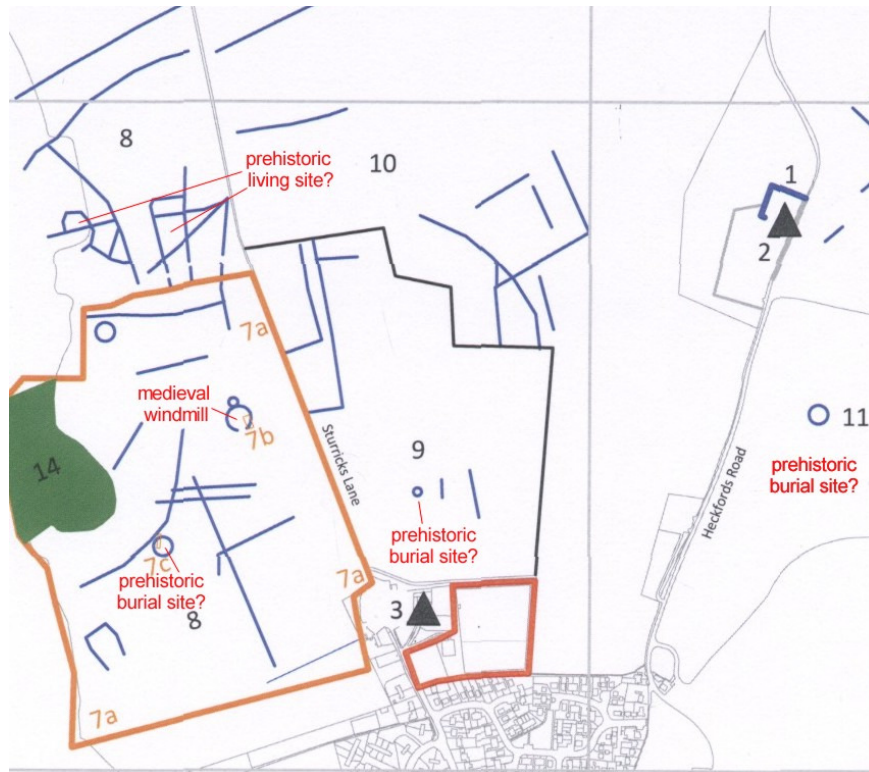 8
prehistoric
living site?
10
1
2
7a
medieval
windmill
7b
14
Sturricks Lane
9
11
prehistoric
burial site?
Heckfords Road
prehistoric
burial site?
7c
prehistoric
burial site?
8
7a
3
7a